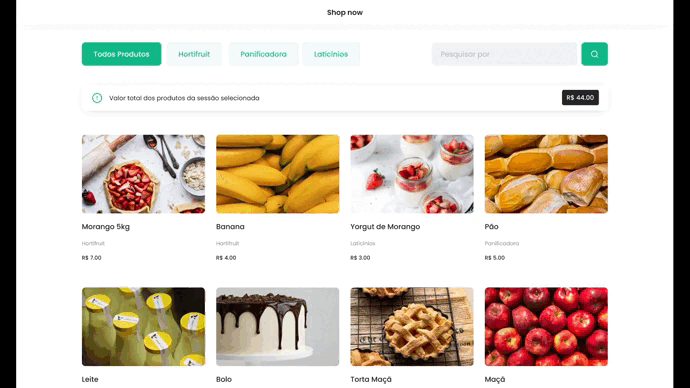 Shop now
Todos Produtos Hortifruit Panificadora Laticínios Pesquisar por
Valor total dos produtos da sessão selecionada R$ 44.00
Morango 5kg Banana Yorgut de Morango Pão
Hortifruit Hortifruit Laticínios Panificadora
R$ 7.00 R$ 4.00 R$ 3.00 R$ 5.00
Leite Bolo Torta Maçã Maçã